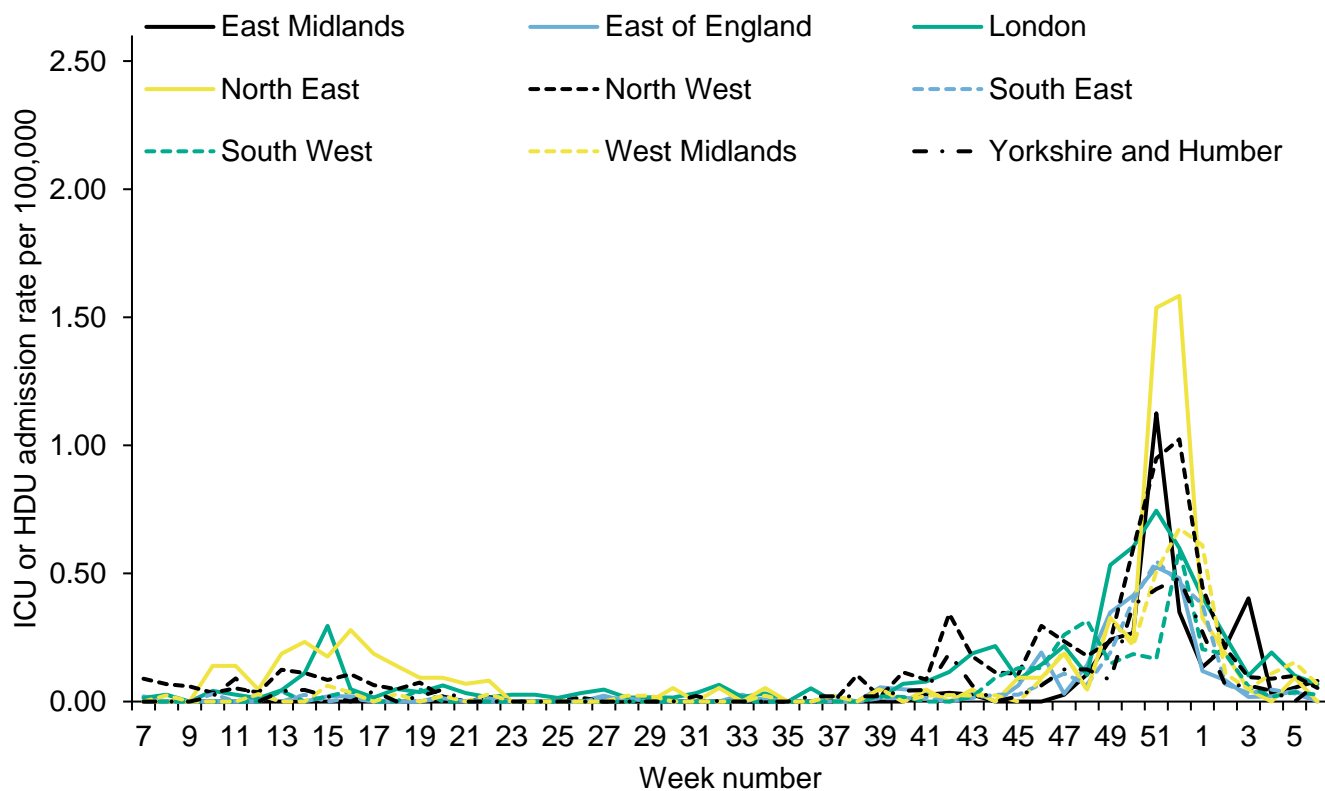 East Midlands East of England London
North East North West South East
South West West Midlands Yorkshire and Humber
ICU or HDU admission rate per 100,000
2.50
2.00
1.50
1.00
0.50
0.00
7 9 11 13 15 17 19 21 23 25 27 29 31 33 35 37 39 41 43 45 47 49 51 1 3 5
Week number